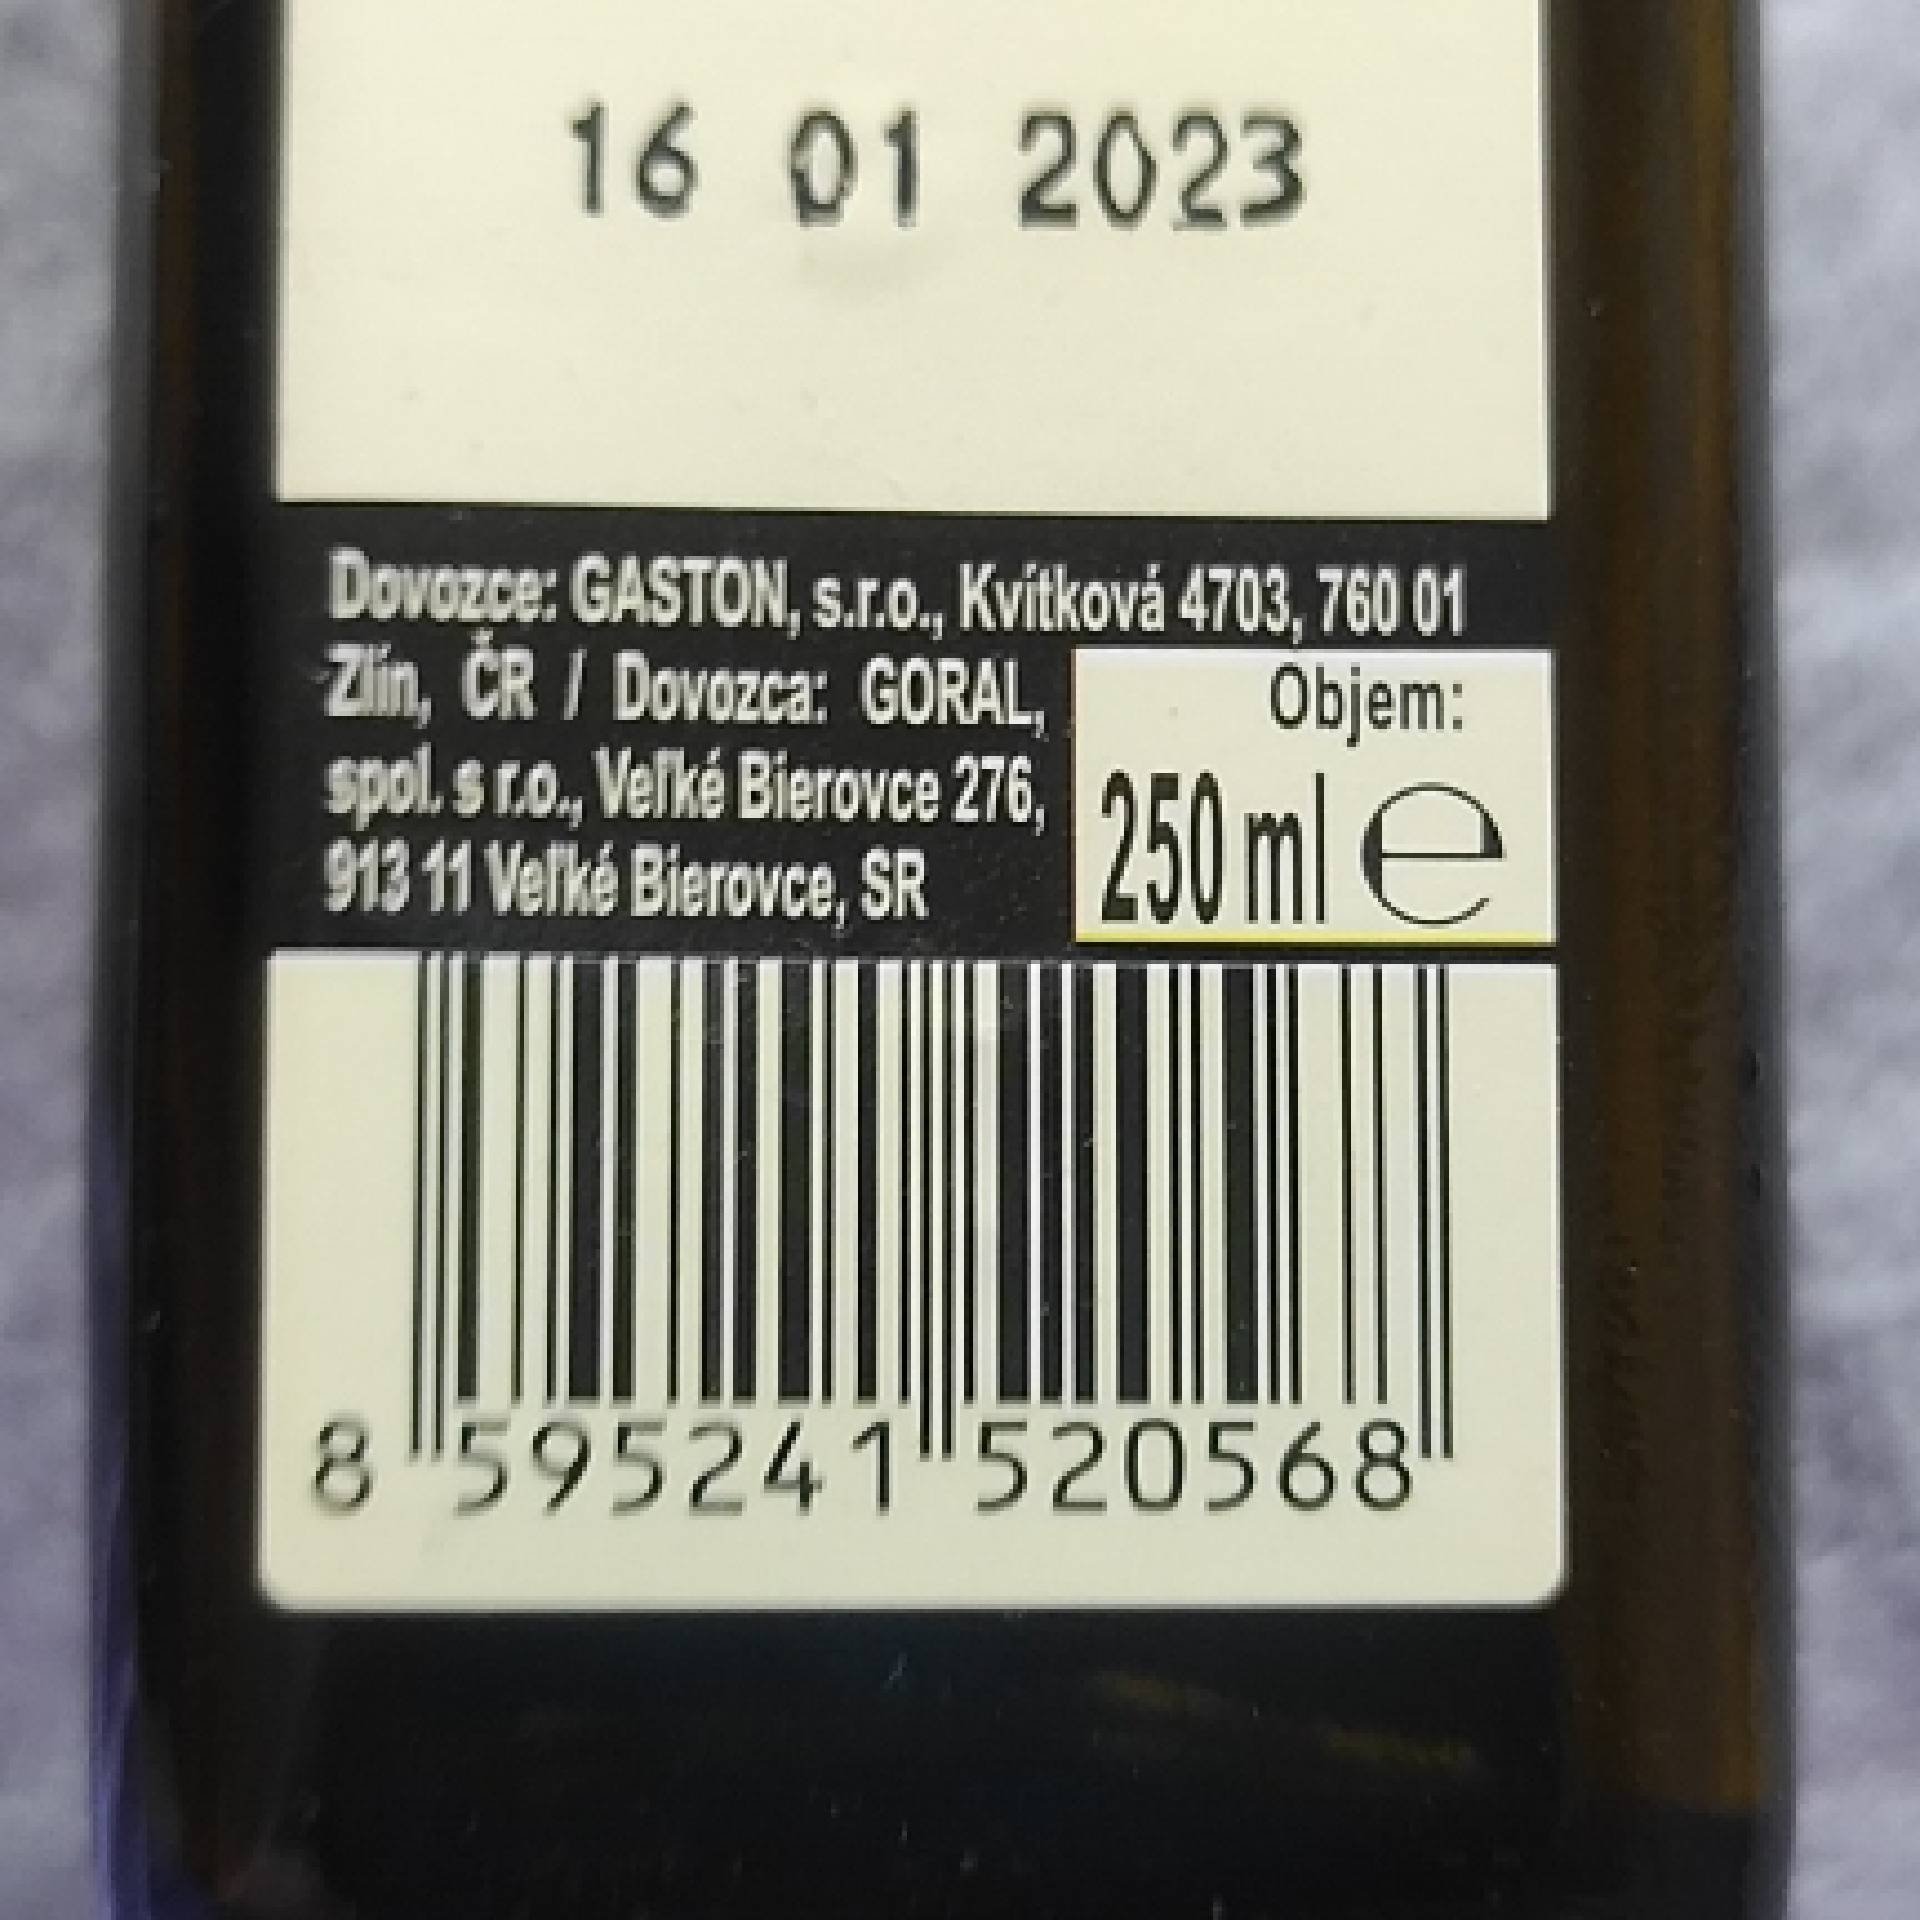 16 01 2023
Dovozce: GASTON, s.r.o., Kvítková 4703, 760 01
Zlín, ČR / Dovozca: GORAL,
spol. s r.o., Veľké Bierovce 276,
913 11 Veľké Bierovce, SR
Objem:
250 ml ℮
8 595241 520568